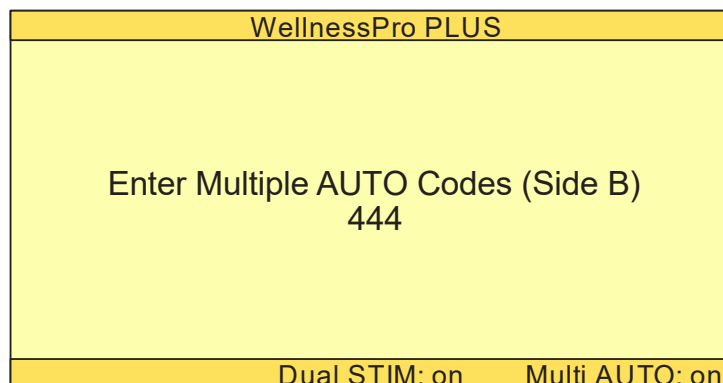 WellnessPro PLUS
Enter Multiple AUTO Codes (Side B)
444
Dual STIM: on Multi AUTO: on